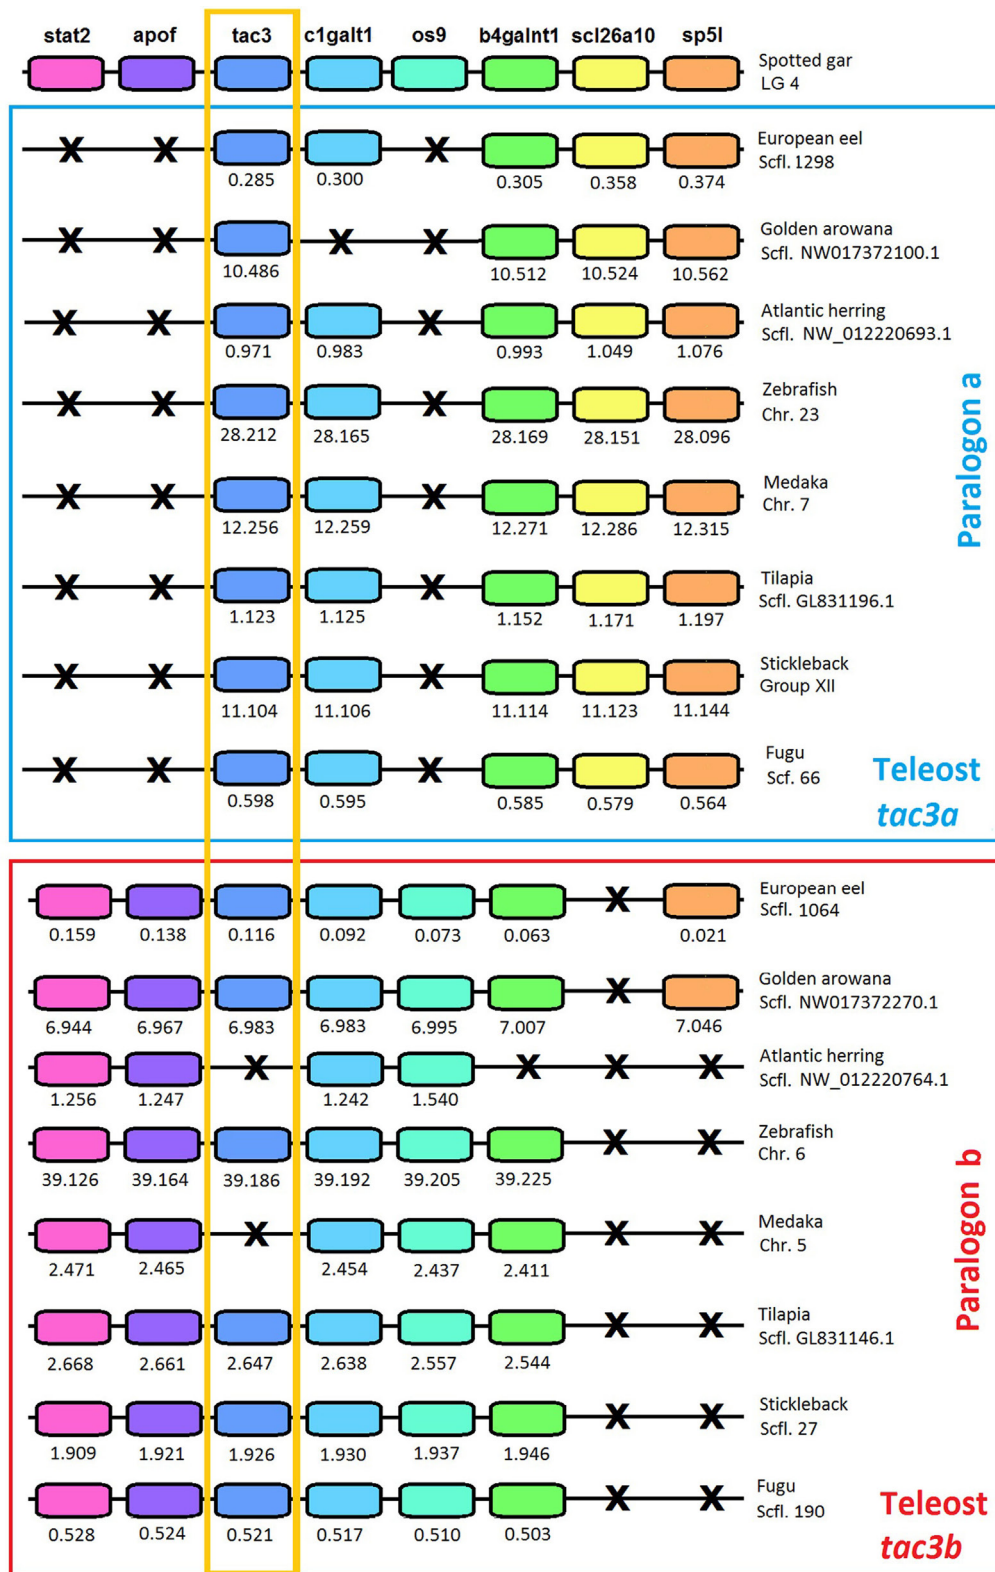 stat2 apof tac3 c1galt1 os9 b4galnt1 scl26a10 sp5l
Spotted gar
LG 4
X X X
European eel
Scfl. 1298
0.285 0.300 0.305 0.358 0.374
X X X X
Golden arowana
Scfl. NW017372100.1
10.486 10.512 10.524 10.562
X X X
Atlantic herring
Scfl. NW_012220693.1
0.971 0.983 0.993 1.049 1.076
X X X
Zebrafish
Chr. 23
28.212 28.165 28.169 28.151 28.096
X X X
Medaka
Chr. 7
12.256 12.259 12.271 12.286 12.315
X X X
Tilapia
Scfl. GL831196.1
1.123 1.125 1.152 1.171 1.197
X X X
Stickleback
Group XII
11.104 11.106 11.114 11.123 11.144
X X X
Fugu
Scf. 66
0.598 0.595 0.585 0.579 0.564
Paralogon a
Teleost
tac3a
X
European eel
Scfl. 1064
0.159 0.138 0.116 0.092 0.073 0.063 0.021
X
Golden arowana
Scfl. NW017372270.1
6.944 6.967 6.983 6.983 6.995 7.007 7.046
X X X X
Atlantic herring
Scfl. NW_012220764.1
1.256 1.247 1.242 1.540
X X
Zebrafish
Chr. 6
39.126 39.164 39.186 39.192 39.205 39.225
X X X
Medaka
Chr. 5
2.471 2.465 2.454 2.437 2.411
X X
Tilapia
Scfl. GL831146.1
2.668 2.661 2.647 2.638 2.557 2.544
X X
Stickleback
Scfl. 27
1.909 1.921 1.926 1.930 1.937 1.946
X X
Fugu
Scfl. 190
0.528 0.524 0.521 0.517 0.510 0.503
Paralogon b
Teleost
tac3b